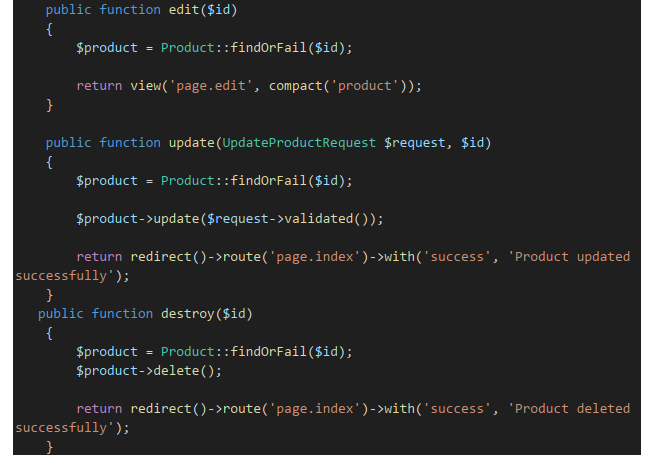 public function edit($id)
{
$product = Product::findOrFail($id);
return view('page.edit', compact('product'));
}
public function update(UpdateProductRequest $request, $id)
{
$product = Product::findOrFail($id);
$product->update($request->validated());
return redirect()->route('page.index')->with('success', 'Product updated
successfully');
}
public function destroy($id)
{
$product = Product::findOrFail($id);
$product->delete();
return redirect()->route('page.index')->with('success', 'Product deleted
successfully');
}